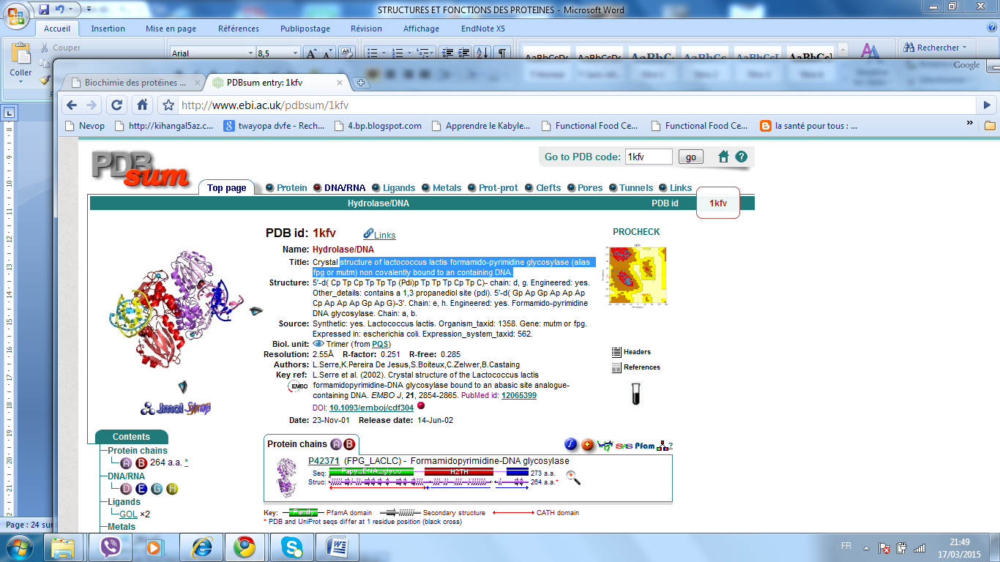 STRUCTURES ET FONCTIONS DES PROTEINES - Microsoft Word
Accueil Insertion Mise en page Références Publipostage Révision Affichage EndNote X5
Couper
Coller
Arial 8,5
AaBbCcDc AaBbCcDc AaBbC AaBbCc AaBbCcI AaBbCcl
Rechercher
Google
Biochimie des protéines ... PDBsum entry: 1kfv
http://www.ebi.ac.uk/pdbsum/1kfv
Nevop http://kihangal5az.c... twayopa dvfe - Rech... 4.bp.blogspot.com Apprendre le Kabyle... Functional Food Ce... Functional Food Ce... la santé pour tous : ...
PDB sum
Go to PDB code: 1kfv go
Top page Protein DNA/RNA Ligands Metals Prot-prot Clefts Pores Tunnels Links
Hydrolase/DNA PDB id 1kfv
PDB id: 1kfv Links
PROCHECK
Name: Hydrolase/DNA
Title: Crystal structure of lactococcus lactis formamido-pyrimidine glycosylase (alias
fpg or mutm) non covalently bound to an containing DNA.
Structure: 5'-d( Cp Tp Cp Tp Tp Tp (Pdi)p Tp Tp Tp Cp Tp C)- chain: d, g. Engineered: yes.
Other_details: contains a 1,3 propanediol site (pdi). 5'-d( Gp Ap Gp Ap Ap Ap
Cp Ap Ap Ap Gp Ap G)-3'. Chain: e, h. Engineered: yes. Formamido-pyrimidine
DNA glycosylase. Chain: a, b.
Source: Synthetic: yes. Lactococcus lactis. Organism_taxid: 1358. Gene: mutm or fpg.
Expressed in: escherichia coli. Expression_system_taxid: 562.
Biol. unit: Trimer (from PQS)
Resolution: 2.55Å R-factor: 0.251 R-free: 0.285
Headers
Authors: L.Serre,K.Pereira De Jesus,S.Boiteux,C.Zelwer,B.Castaing
References
Key ref: L.Serre et al. (2002). Crystal structure of the Lactococcus lactis
EMBO formamidopyrimidine-DNA glycosylase bound to an abasic site analogue-
containing DNA. EMBO J, 21, 2854-2865. PubMed id: 12065399
DOI: 10.1093/emboj/cdf304
Jmol
Date: 23-Nov-01 Release date: 14-Jun-02
Contents
Protein chains
A B 264 a.a. *
DNA/RNA
D E G H
Ligands
GOL ×2
Metals
Protein chains A B
SAS Pfam ?
P42371 (FPG_LACLC) - Formamidopyrimidine-DNA glycosylase
Seq: Fapy_DNA_glyco H2TH 273 a.a.
Struc: 264 a.a.*
Key: Family PfamA domain Secondary structure CATH domain
* PDB and UniProt seqs differ at 1 residue position (black cross)
Page : 24 sur
FR 21:49
17/03/2015